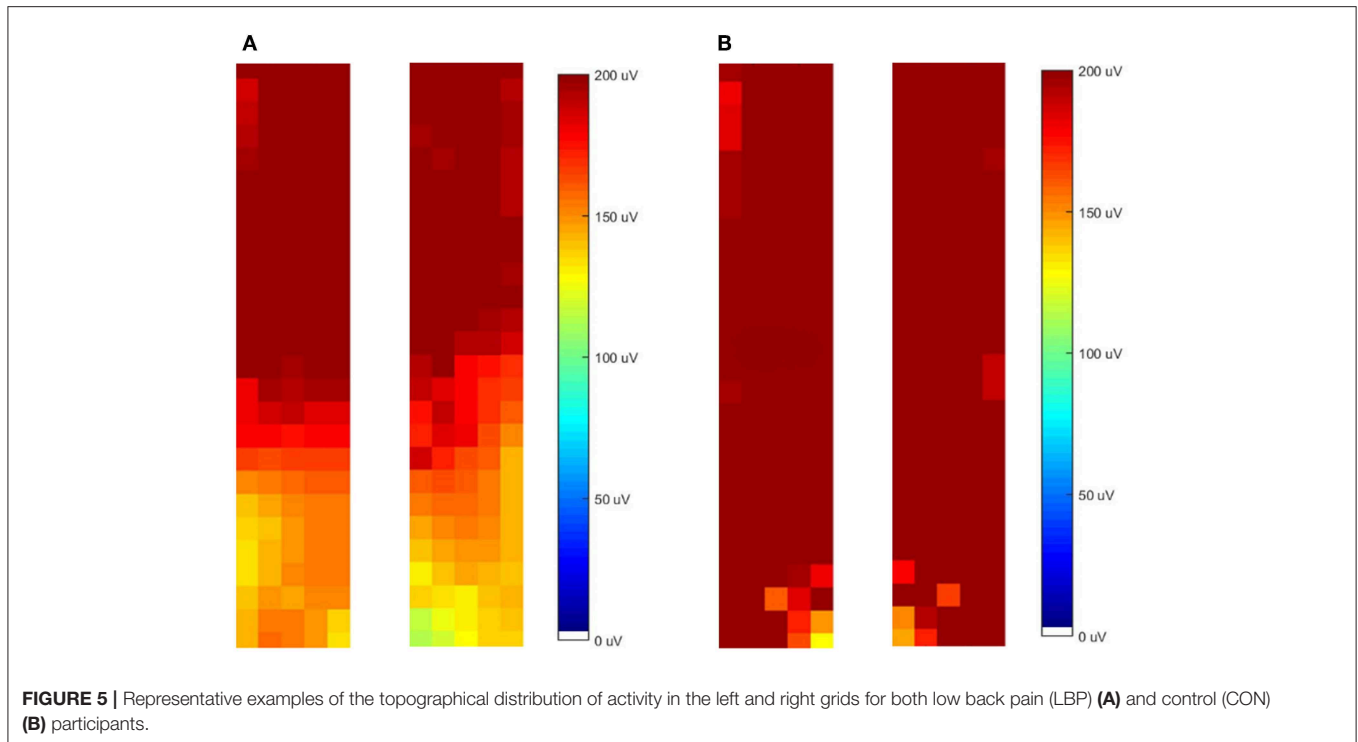 A
B
200 uV
150 uV
100 uV
50 uV
0 uV
200 uV
150 uV
100 uV
50 uV
0 uV
FIGURE 5 | Representative examples of the topographical distribution of activity in the left and right grids for both low back pain (LBP) (A) and control (CON)
(B) participants.